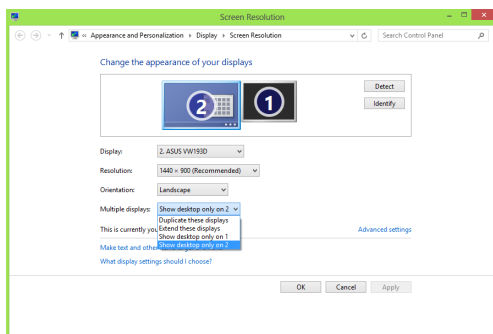 Screen Resolution
« Appearance and Personalization › Display › Screen Resolution
Search Control Panel
Change the appearance of your displays
2
1
Detect
Identify
Display: 2. ASUS VW193D
Resolution: 1440 × 900 (Recommended)
Orientation: Landscape
Multiple displays: Show desktop only on 2
Duplicate these displays
This is currently you Extend these displays Advanced settings
Show desktop only on 1
Make text and othe Show desktop only on 2
What display settings should I choose?
OK Cancel Apply